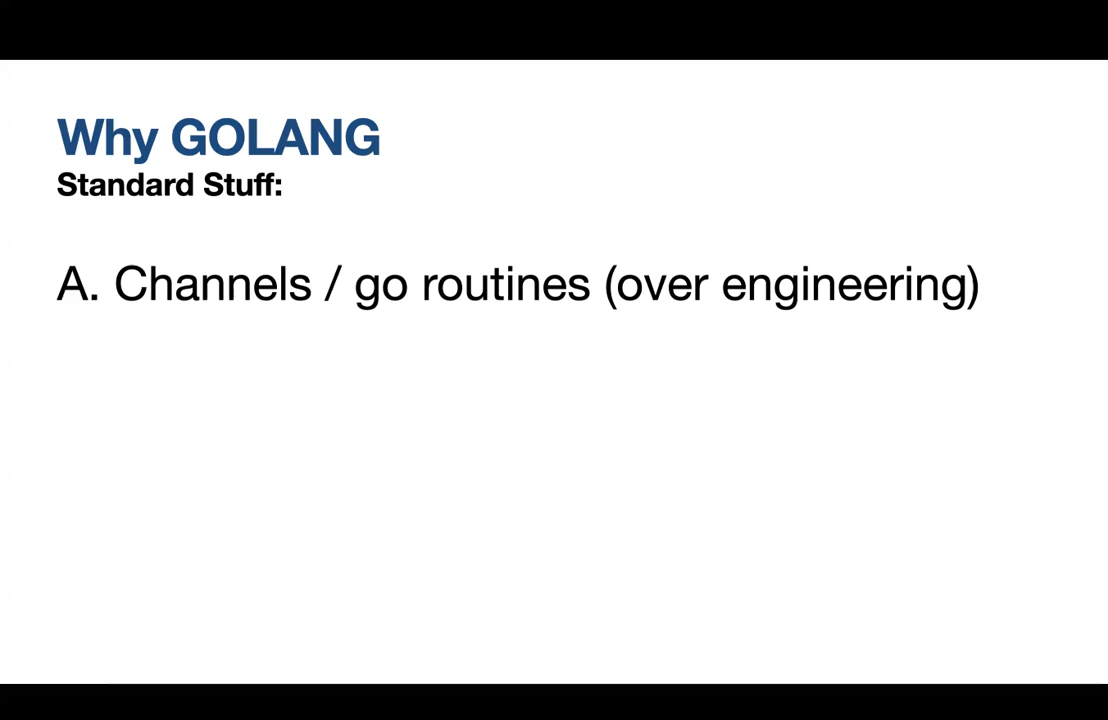 Why GOLANG
Standard Stuff:
A. Channels / go routines (over engineering)